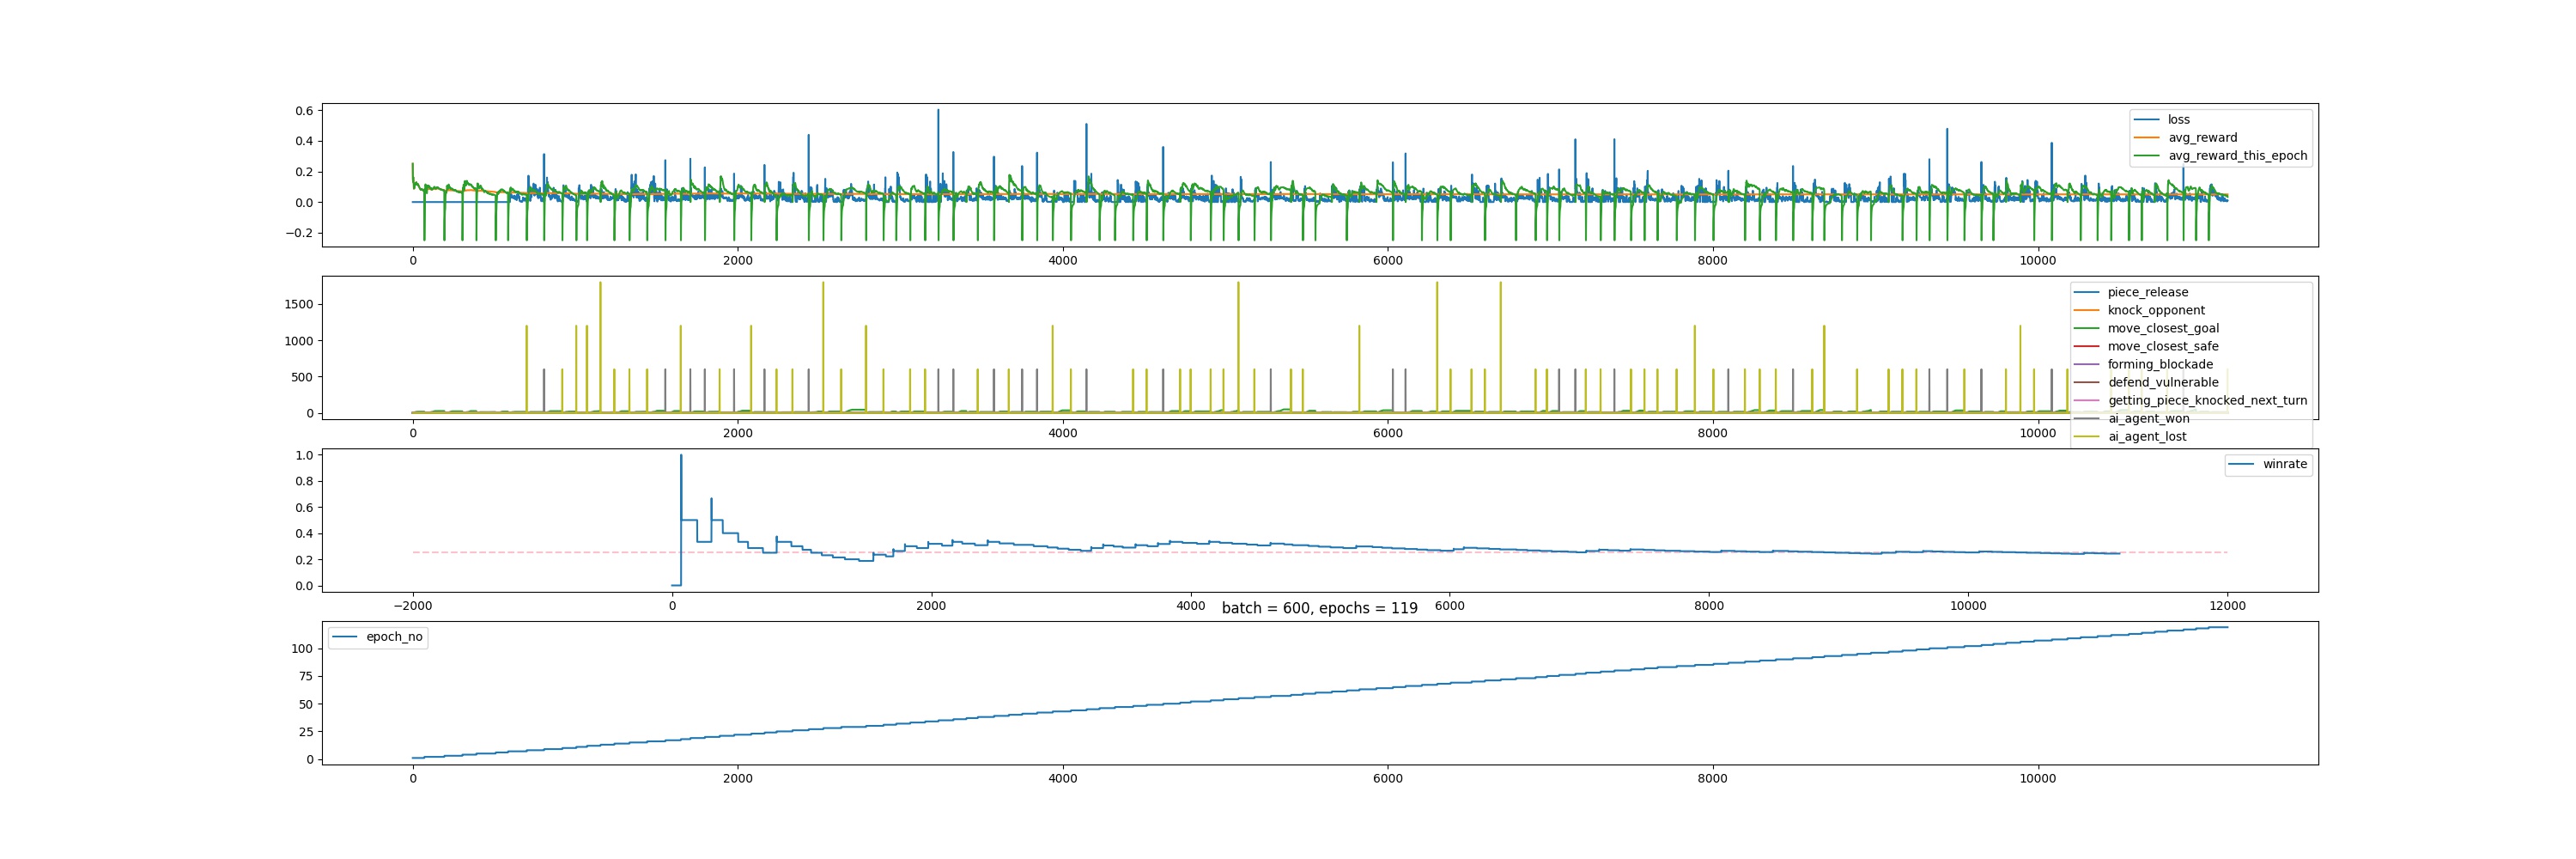 0.6
0.4
0.2
0.0
−0.2
loss
avg_reward
avg_reward_this_epoch
0 2000 4000 6000 8000 10000
1500
1000
500
0
piece_release
knock_opponent
move_closest_goal
move_closest_safe
forming_blockade
defend_vulnerable
getting_piece_knocked_next_turn
ai_agent_won
ai_agent_lost
0 2000 4000 6000 8000 10000
1.0
0.8
0.6
0.4
0.2
0.0
winrate
−2000 0 2000 4000 6000 8000 10000 12000
batch = 600, epochs = 119
100
75
50
25
0
epoch_no
0 2000 4000 6000 8000 10000